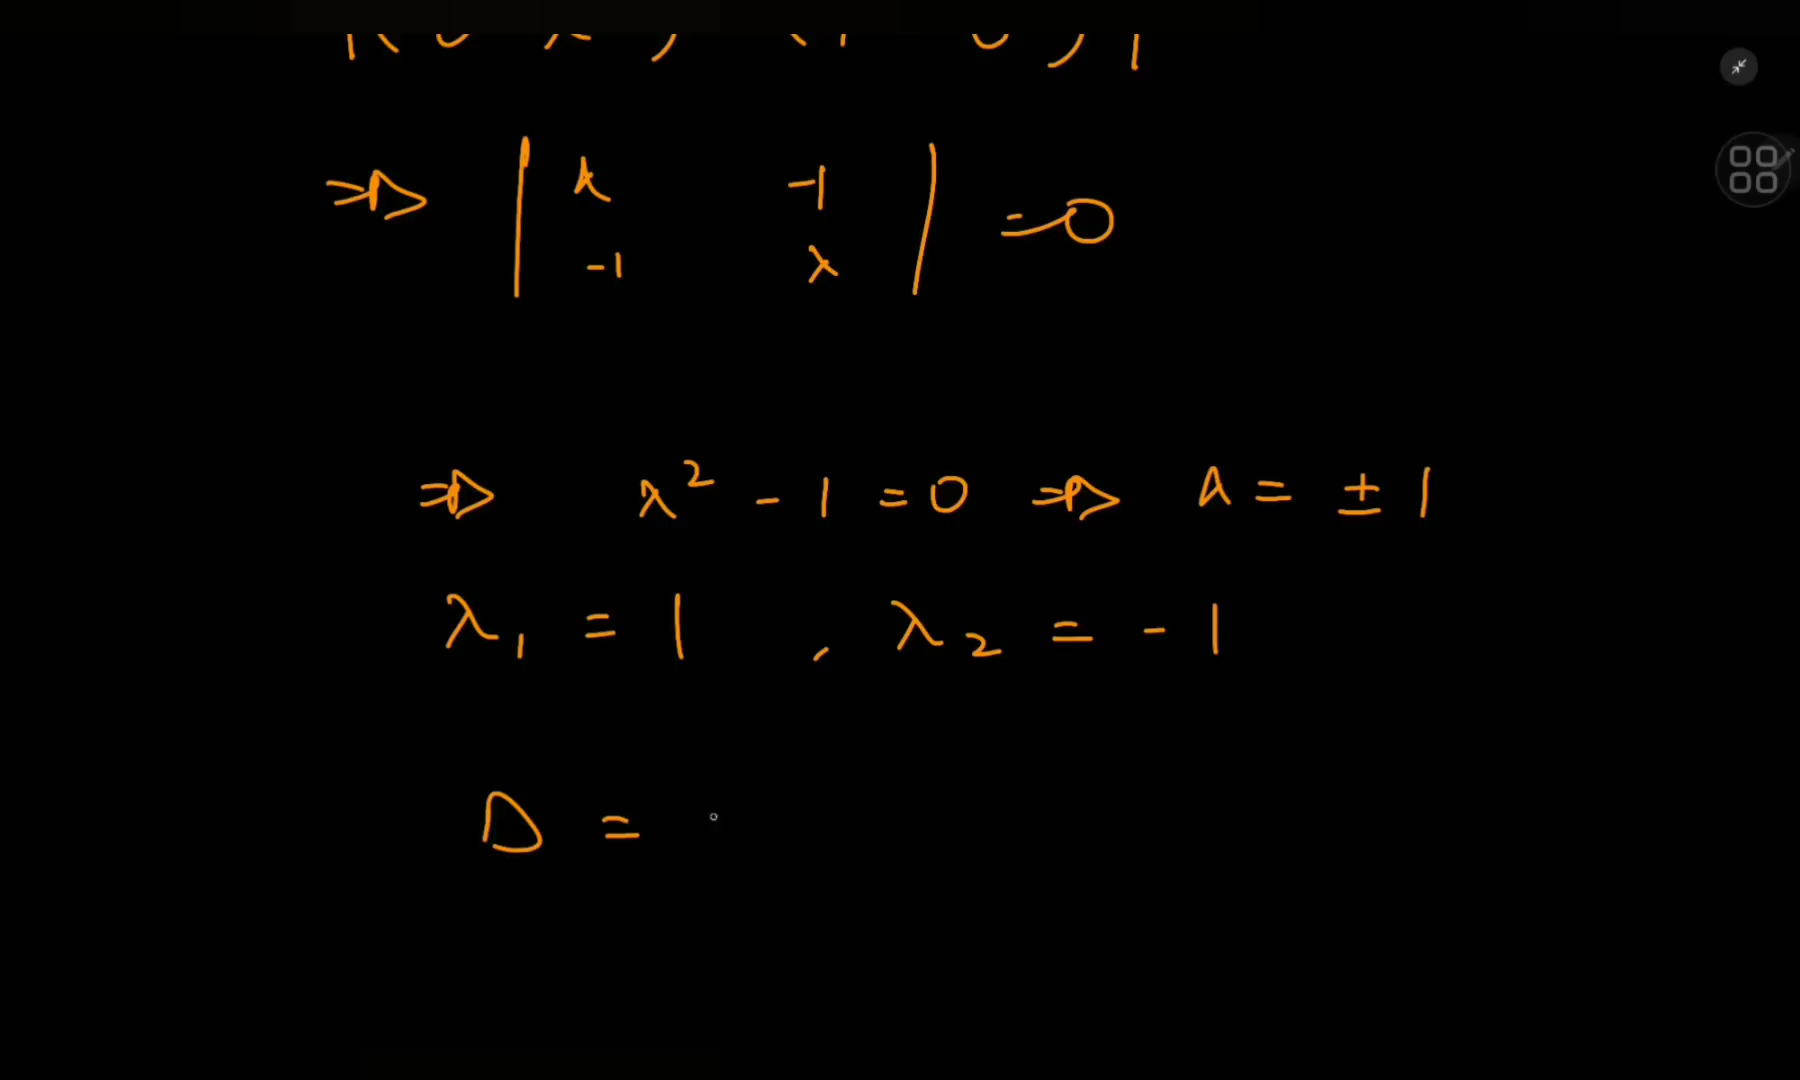 ⇒ | λ -1 | = 0
| -1 λ |
⇒ λ² - 1 = 0 ⇒ λ = ± 1
λ₁ = 1 , λ₂ = - 1
D =